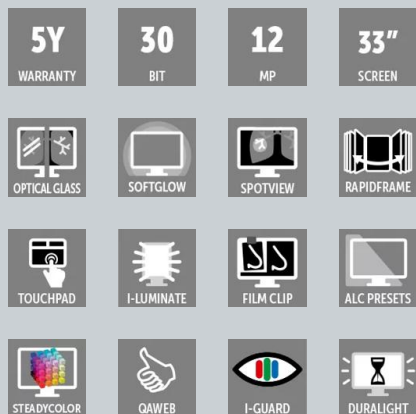 5Y
WARRANTY
30
BIT
12
MP
33"
SCREEN
OPTICAL GLASS
SOFTGLOW
SPOTVIEW
RAPIDFRAME
TOUCHPAD
I-LUMINATE
FILM CLIP
ALC PRESETS
STEADYCOLOR
QAWEB
I-GUARD
DURALIGHT